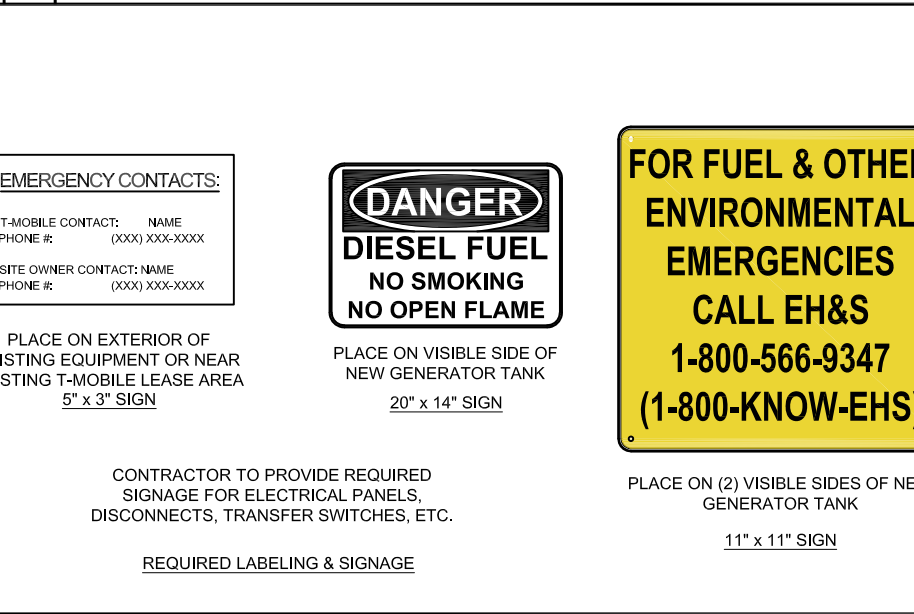 EMERGENCY CONTACTS:
T-MOBILE CONTACT: NAME
PHONE #: (XXX) XXX-XXXX
SITE OWNER CONTACT: NAME
PHONE #: (XXX) XXX-XXXX
PLACE ON EXTERIOR OF
ISTING EQUIPMENT OR NEAR
ISTING T-MOBILE LEASE AREA
5" x 3" SIGN
DANGER
DIESEL FUEL
NO SMOKING
NO OPEN FLAME
PLACE ON VISIBLE SIDE OF
NEW GENERATOR TANK
20" x 14" SIGN
FOR FUEL & OTHER
ENVIRONMENTAL
EMERGENCIES
CALL EH&S
1-800-566-9347
(1-800-KNOW-EHS)
PLACE ON (2) VISIBLE SIDES OF NE
GENERATOR TANK
11" x 11" SIGN
CONTRACTOR TO PROVIDE REQUIRED
SIGNAGE FOR ELECTRICAL PANELS,
DISCONNECTS, TRANSFER SWITCHES, ETC.
REQUIRED LABELING & SIGNAGE